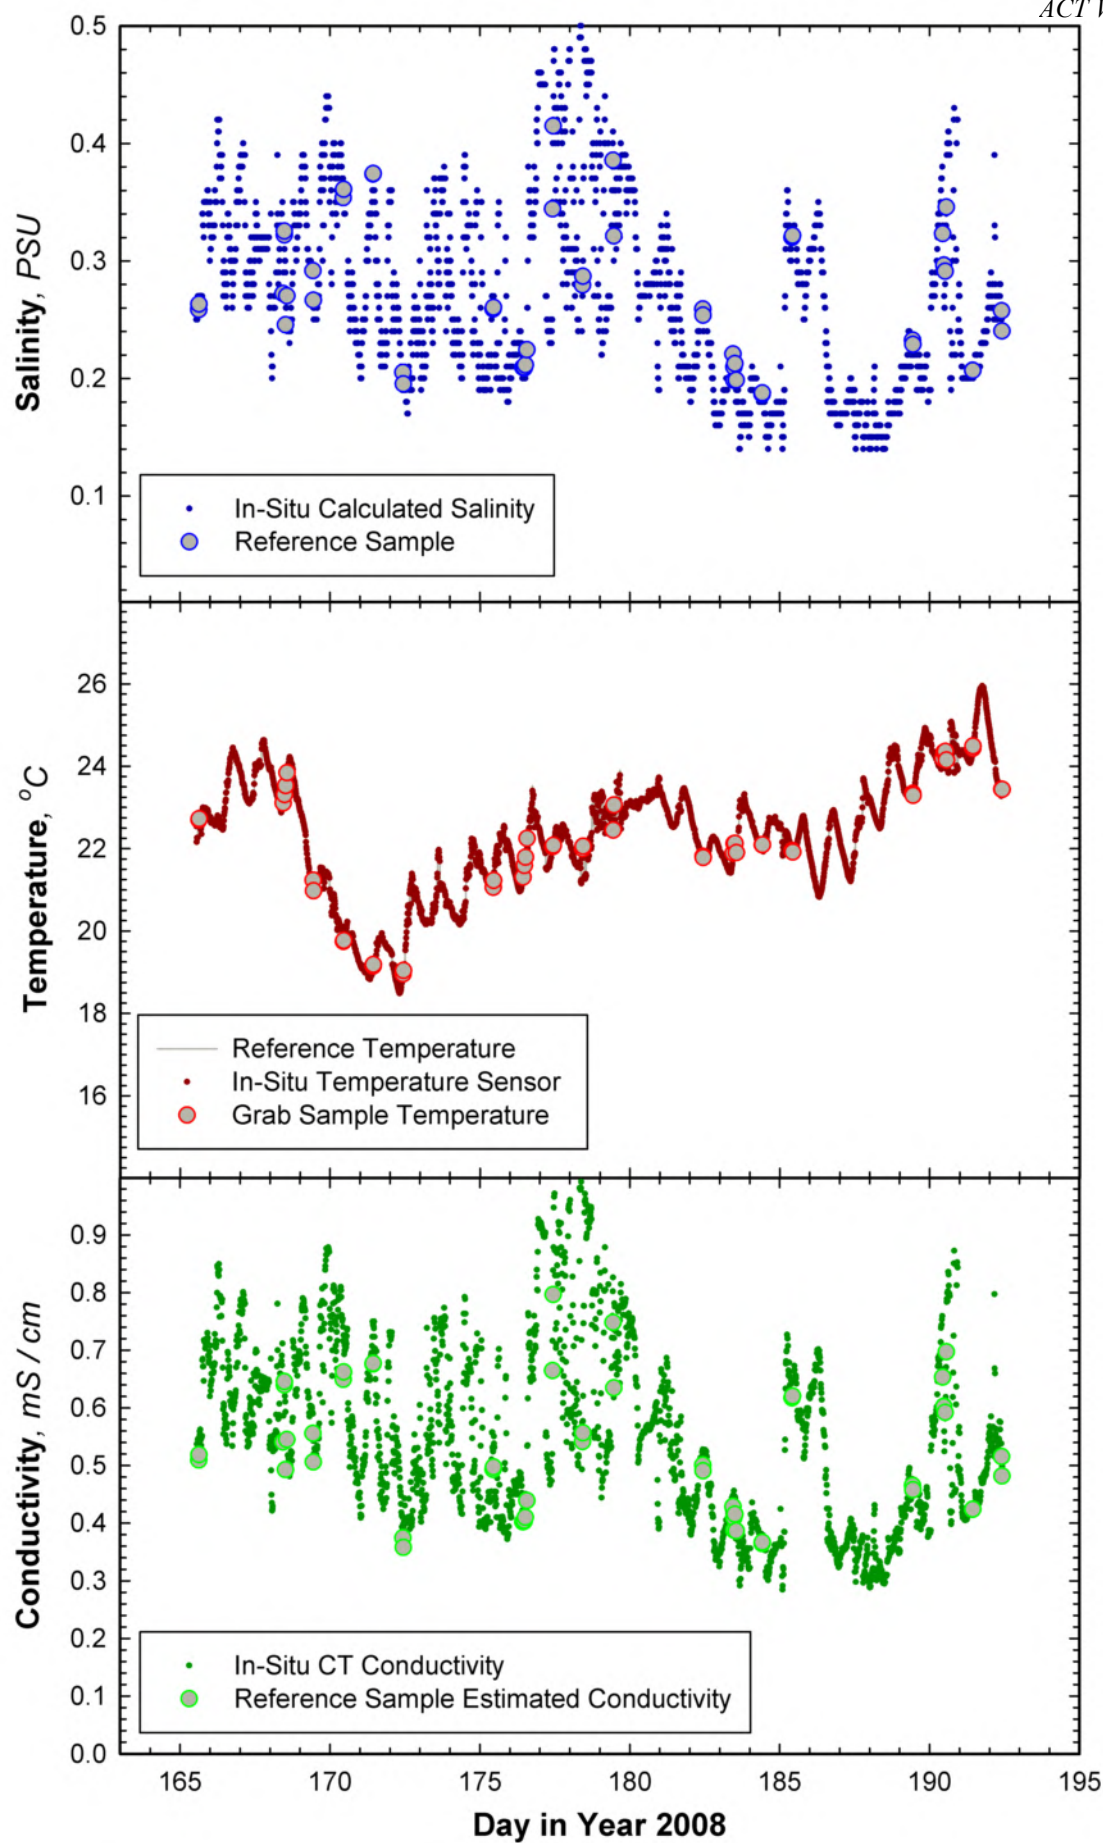 ACT V
0.5
0.4
0.3
0.2
0.1
Salinity, PSU
In-Situ Calculated Salinity
Reference Sample
26
24
22
20
18
16
Temperature, °C
Reference Temperature
In-Situ Temperature Sensor
Grab Sample Temperature
0.9
0.8
0.7
0.6
0.5
0.4
0.3
0.2
0.1
0.0
Conductivity, mS / cm
In-Situ CT Conductivity
Reference Sample Estimated Conductivity
165 170 175 180 185 190 195
Day in Year 2008